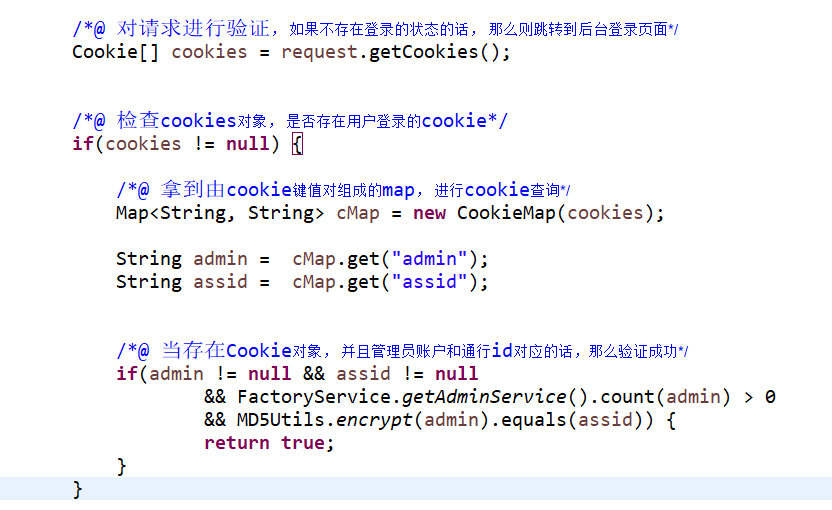 /*@ 对请求进行验证，如果不存在登录的状态的话，那么则跳转到后台登录页面*/
Cookie[] cookies = request.getCookies();
/*@ 检查cookies对象，是否存在用户登录的cookie*/
if(cookies != null) {
/*@ 拿到由cookie键值对组成的map，进行cookie查询*/
Map<String, String> cMap = new CookieMap(cookies);
String admin =  cMap.get("admin");
String assid =  cMap.get("assid");
/*@ 当存在Cookie对象，并且管理员账户和通行id对应的话，那么验证成功*/
if(admin != null && assid != null
&& FactoryService.getAdminService().count(admin) > 0
&& MD5Utils.encrypt(admin).equals(assid)) {
return true;
}
}